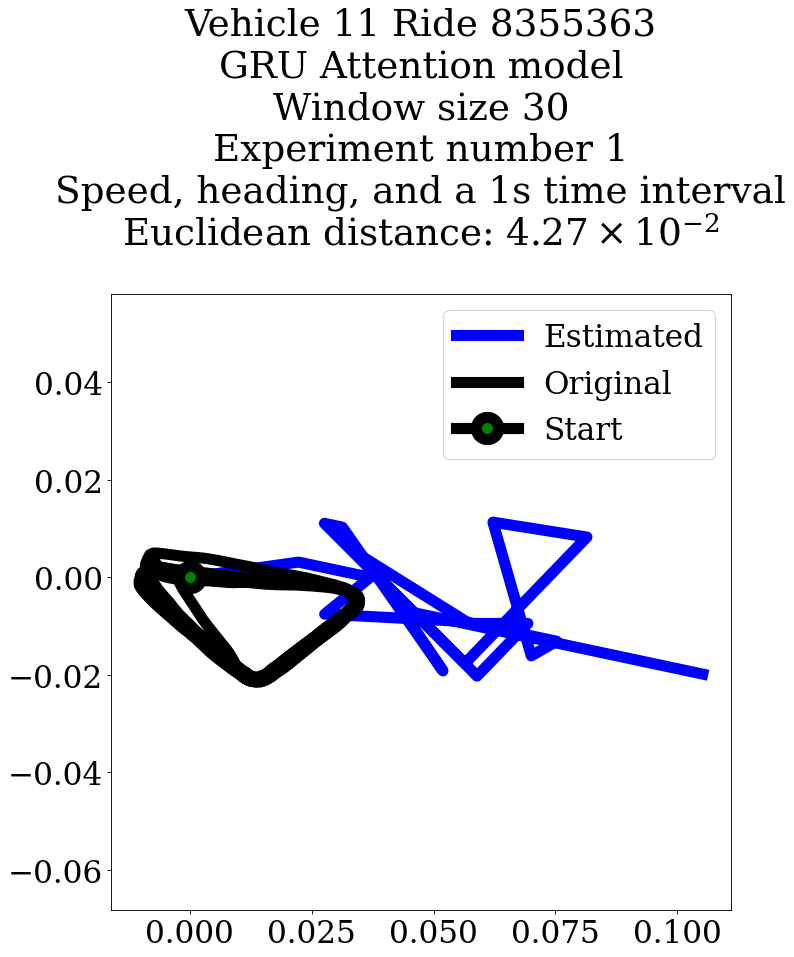 Vehicle 11 Ride 8355363
GRU Attention model
Window size 30
Experiment number 1
Speed, heading, and a 1s time interval
Euclidean distance: 4.27 × 10⁻²
Estimated
Original
Start
0.04
0.02
0.00
−0.02
−0.04
−0.06
0.000 0.025 0.050 0.075 0.100